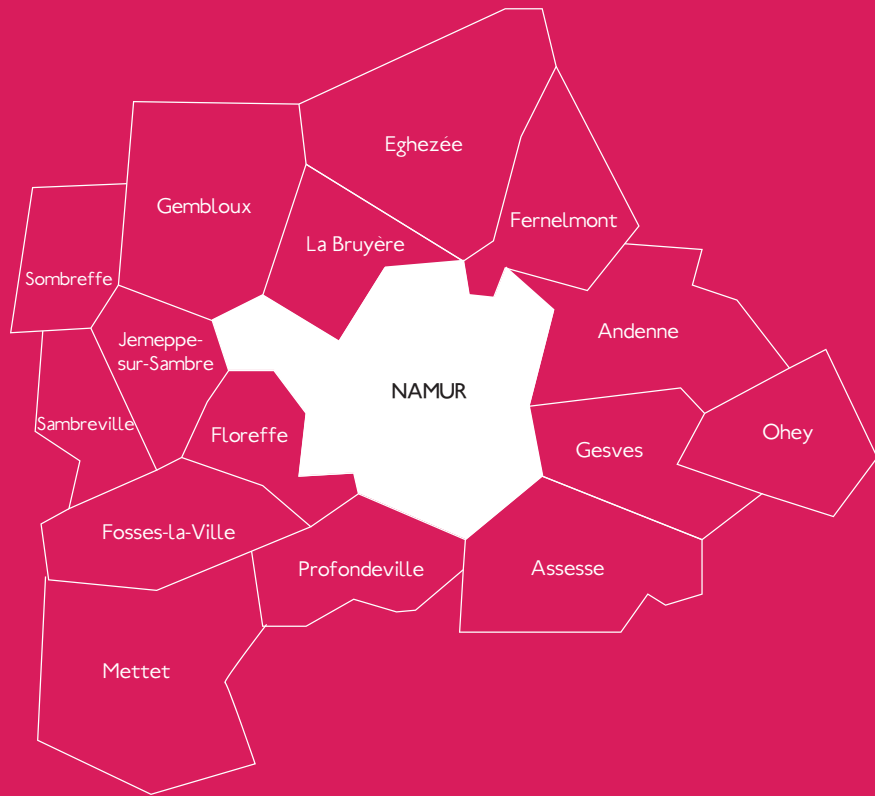 Eghezée
Gembloux
Fernelmont
La Bruyère
Sombreffe
Andenne
Jemeppe-
sur-Sambre
NAMUR
Sambreville
Floreffe
Ohey
Gesves
Fosses-la-Ville
Profondeville
Assesse
Mettet